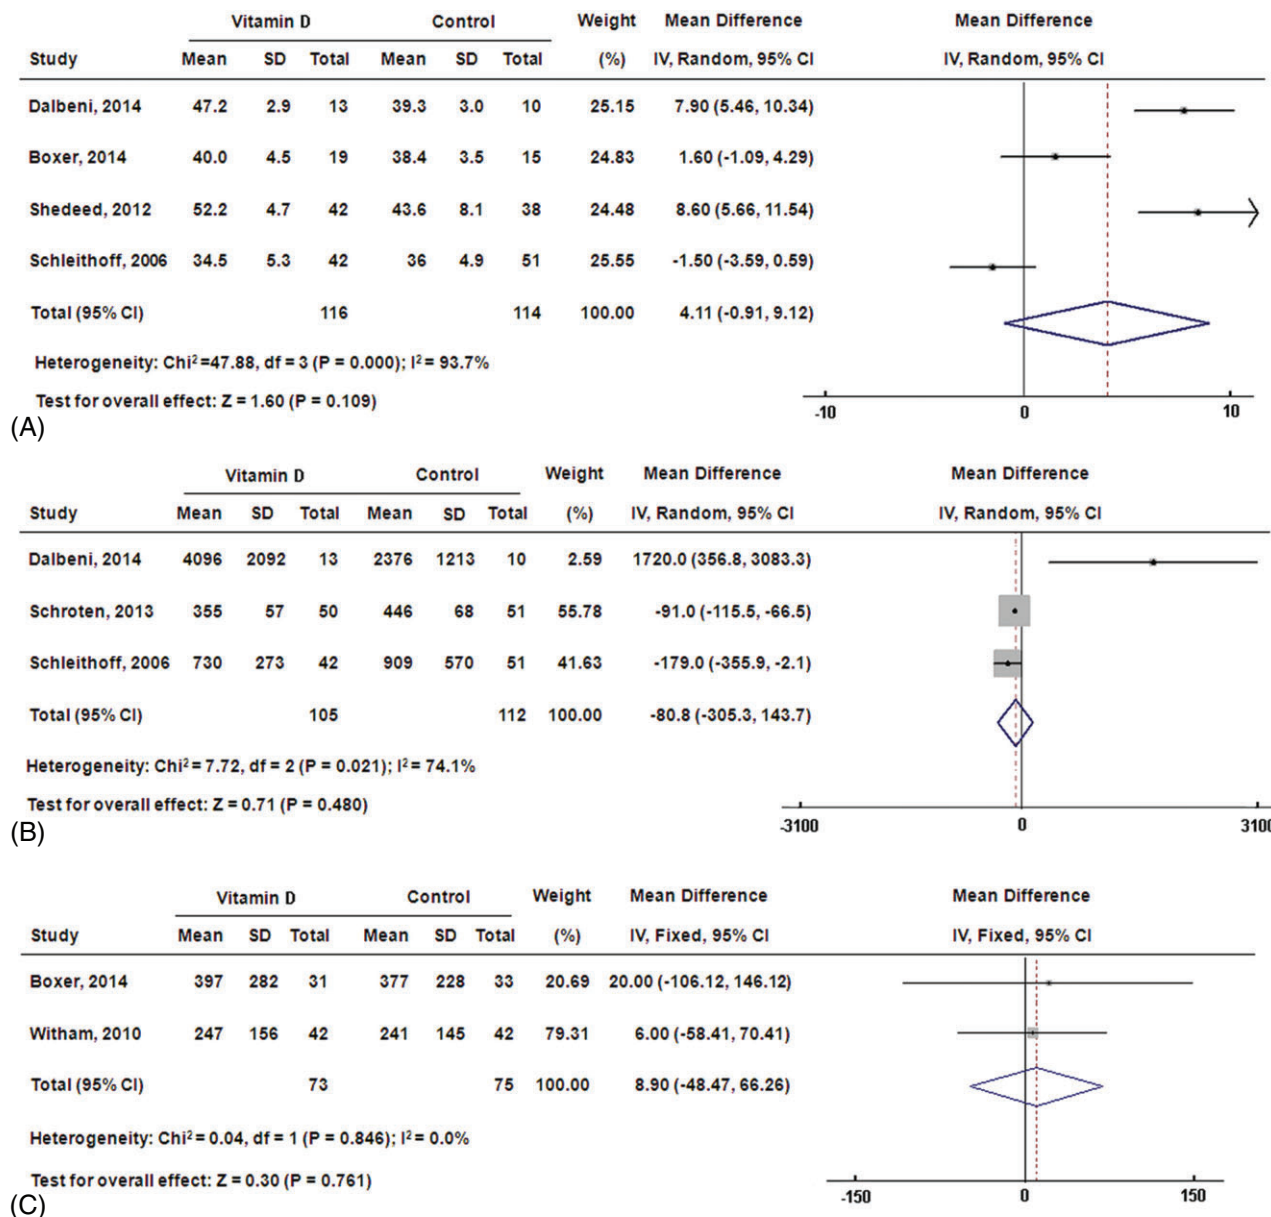 Vitamin D Control Weight Mean Difference Mean Difference
Study Mean SD Total Mean SD Total (%) IV, Random, 95% CI IV, Random, 95% CI
Dalbeni, 2014 47.2 2.9 13 39.3 3.0 10 25.15 7.90 (5.46, 10.34)
Boxer, 2014 40.0 4.5 19 38.4 3.5 15 24.83 1.60 (-1.09, 4.29)
Shedeed, 2012 52.2 4.7 42 43.6 8.1 38 24.48 8.60 (5.66, 11.54)
Schleithoff, 2006 34.5 5.3 42 36 4.9 51 25.55 -1.50 (-3.59, 0.59)
Total (95% CI) 116 114 100.00 4.11 (-0.91, 9.12)
Heterogeneity: Chi²=47.88, df = 3 (P = 0.000); I² = 93.7%
Test for overall effect: Z = 1.60 (P = 0.109)
-10 0 10
(A)
Vitamin D Control Weight Mean Difference Mean Difference
Study Mean SD Total Mean SD Total (%) IV, Random, 95% CI IV, Random, 95% CI
Dalbeni, 2014 4096 2092 13 2376 1213 10 2.59 1720.0 (356.8, 3083.3)
Schroten, 2013 355 57 50 446 68 51 55.78 -91.0 (-115.5, -66.5)
Schleithoff, 2006 730 273 42 909 570 51 41.63 -179.0 (-355.9, -2.1)
Total (95% CI) 105 112 100.00 -80.8 (-305.3, 143.7)
Heterogeneity: Chi² = 7.72, df = 2 (P = 0.021); I² = 74.1%
Test for overall effect: Z = 0.71 (P = 0.480)
-3100 0 3100
(B)
Vitamin D Control Weight Mean Difference Mean Difference
Study Mean SD Total Mean SD Total (%) IV, Fixed, 95% CI IV, Fixed, 95% CI
Boxer, 2014 397 282 31 377 228 33 20.69 20.00 (-106.12, 146.12)
Witham, 2010 247 156 42 241 145 42 79.31 6.00 (-58.41, 70.41)
Total (95% CI) 73 75 100.00 8.90 (-48.47, 66.26)
Heterogeneity: Chi² = 0.04, df = 1 (P = 0.846); I² = 0.0%
Test for overall effect: Z = 0.30 (P = 0.761)
-150 0 150
(C)